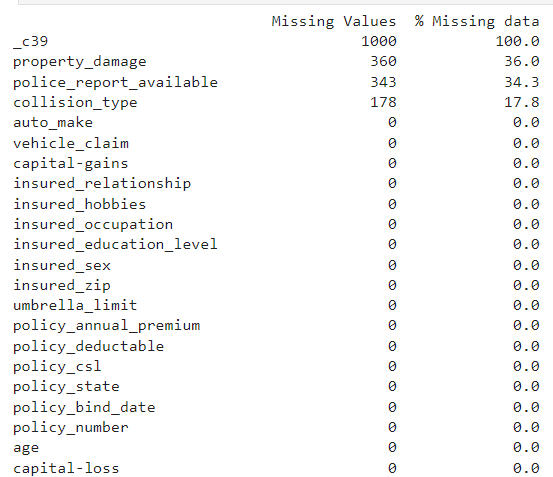 Missing Values % Missing data
_c39 1000 100.0
property_damage 360 36.0
police_report_available 343 34.3
collision_type 178 17.8
auto_make 0 0.0
vehicle_claim 0 0.0
capital-gains 0 0.0
insured_relationship 0 0.0
insured_hobbies 0 0.0
insured_occupation 0 0.0
insured_education_level 0 0.0
insured_sex 0 0.0
insured_zip 0 0.0
umbrella_limit 0 0.0
policy_annual_premium 0 0.0
policy_deductable 0 0.0
policy_csl 0 0.0
policy_state 0 0.0
policy_bind_date 0 0.0
policy_number 0 0.0
age 0 0.0
capital-loss 0 0.0